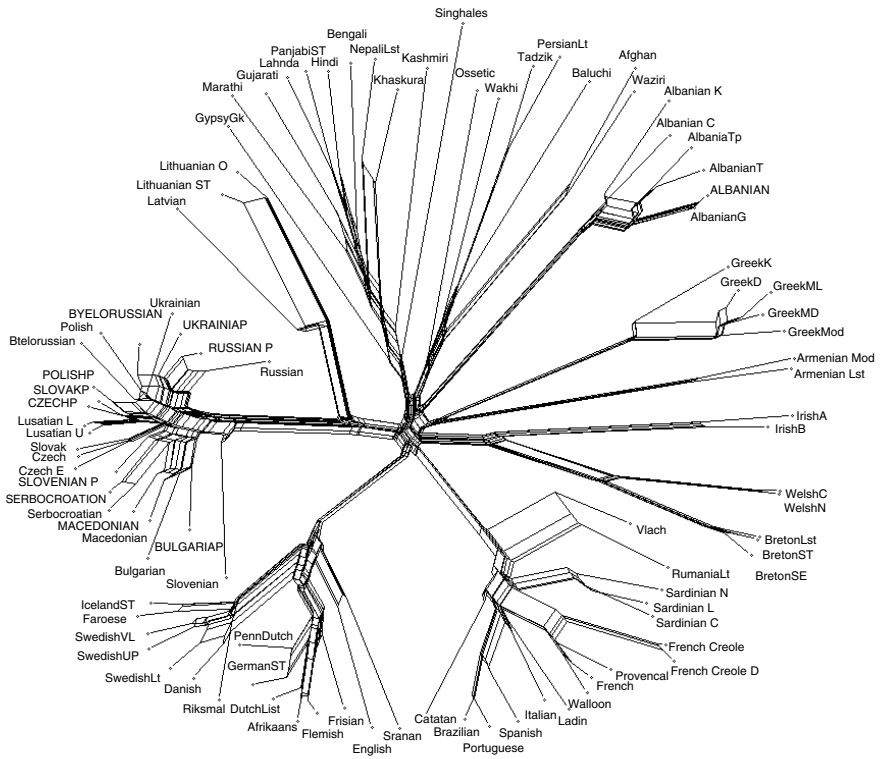 Singhales
Bengali
PersianLt
PanjabiST
NepaliLst
Kashmiri
Tadzik
Afghan
Lahnda
Hindi
Ossetic
Baluchi
Gujarati
Khaskura
Wakhi
Waziri
Marathi
Albanian K
GypsyGk
Albanian C
AlbaniaTp
Lithuanian O
AlbanianT
Lithuanian ST
ALBANIAN
Latvian
AlbanianG
GreekK
GreekD
GreekML
Ukrainian
BYELORUSSIAN
GreekMD
Polish
UKRAINIAP
GreekMod
Btelorussian
RUSSIAN P
Armenian Mod
Russian
Armenian Lst
POLISHP
SLOVAKP
CZECHP
IrishA
Lusatian L
IrishB
Lusatian U
Slovak
Czech
Czech E
SLOVENIAN P
WelshC
SERBOCROATION
WelshN
Serbocroatian
MACEDONIAN
Vlach
Macedonian
BretonLst
BULGARIAP
BretonST
Bulgarian
RumaniaLt
BretonSE
Slovenian
Sardinian N
IcelandST
Sardinian L
Faroese
Sardinian C
SwedishVL
PennDutch
French Creole
SwedishUP
GermanST
French Creole D
SwedishLt
Provencal
Danish
French
Riksmal
DutchList
Walloon
Afrikaans
Frisian
Catatan
Italian
Ladin
Flemish
Sranan
Brazilian
Spanish
English
Portuguese